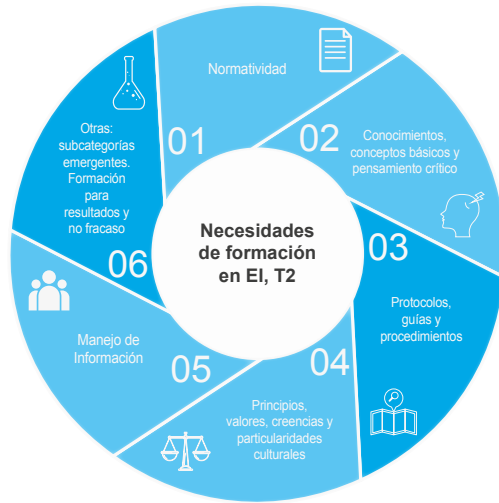 Necesidades
de formación
en EI, T2
01
Normatividad
02
Conocimientos,
conceptos básicos y
pensamiento crítico
03
Protocolos,
guías y
procedimientos
04
Principios,
valores, creencias y
particularidades
culturales
05
Manejo de
Información
06
Otras:
subcategorías
emergentes.
Formación
para
resultados y
no fracaso